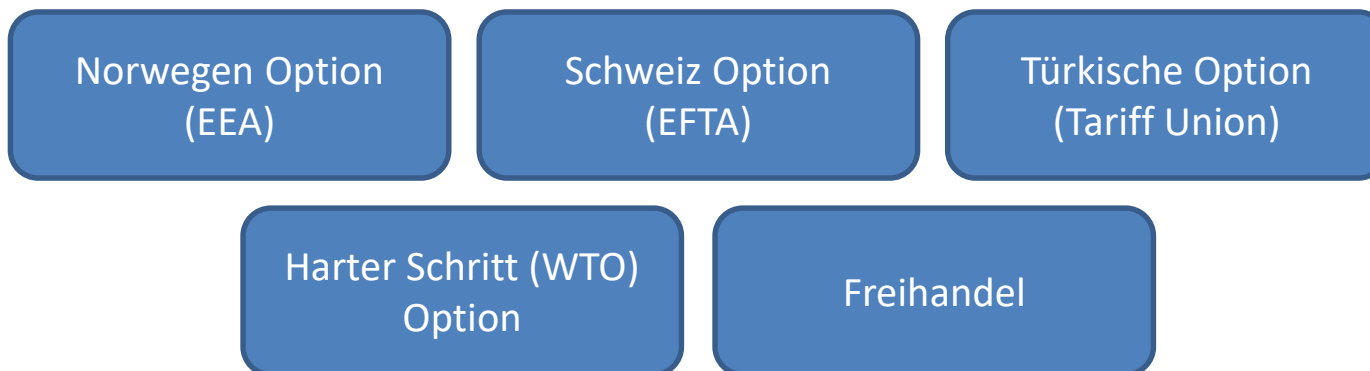 Norwegen Option
(EEA)
Schweiz Option
(EFTA)
Türkische Option
(Tariff Union)
Harter Schritt (WTO)
Option
Freihandel